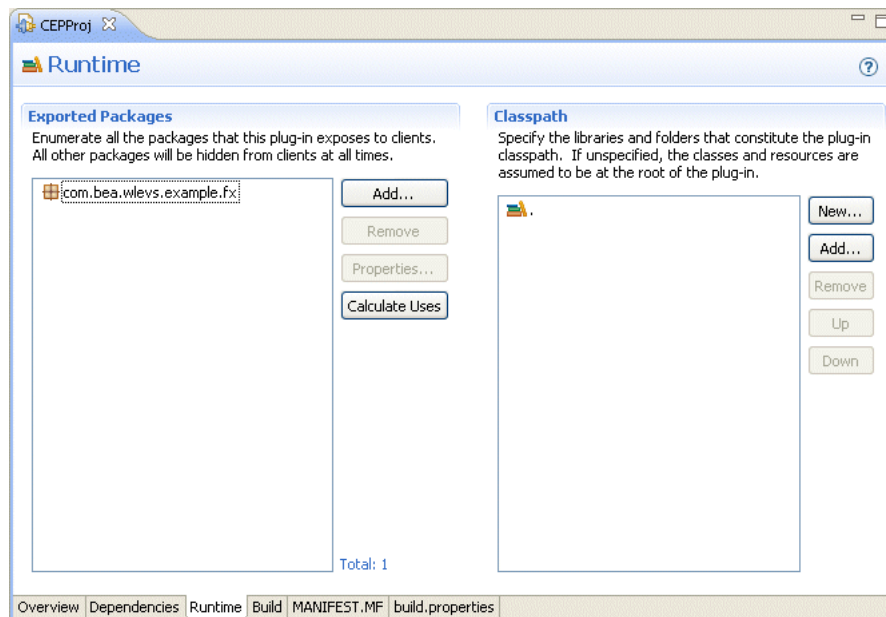 CEPProj
Runtime
Exported Packages
Enumerate all the packages that this plug-in exposes to clients.
All other packages will be hidden from clients at all times.
com.bea.wlevs.example.fx
Add...
Remove
Properties...
Calculate Uses
Total: 1
Classpath
Specify the libraries and folders that constitute the plug-in
classpath. If unspecified, the classes and resources are
assumed to be at the root of the plug-in.
.
New...
Add...
Remove
Up
Down
Overview Dependencies Runtime Build MANIFEST.MF build.properties